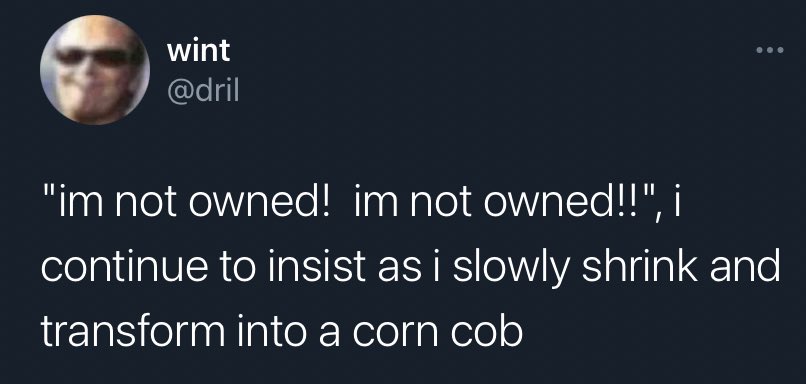 wint
@dril
"im not owned!  im not owned!!", i
continue to insist as i slowly shrink and
transform into a corn cob